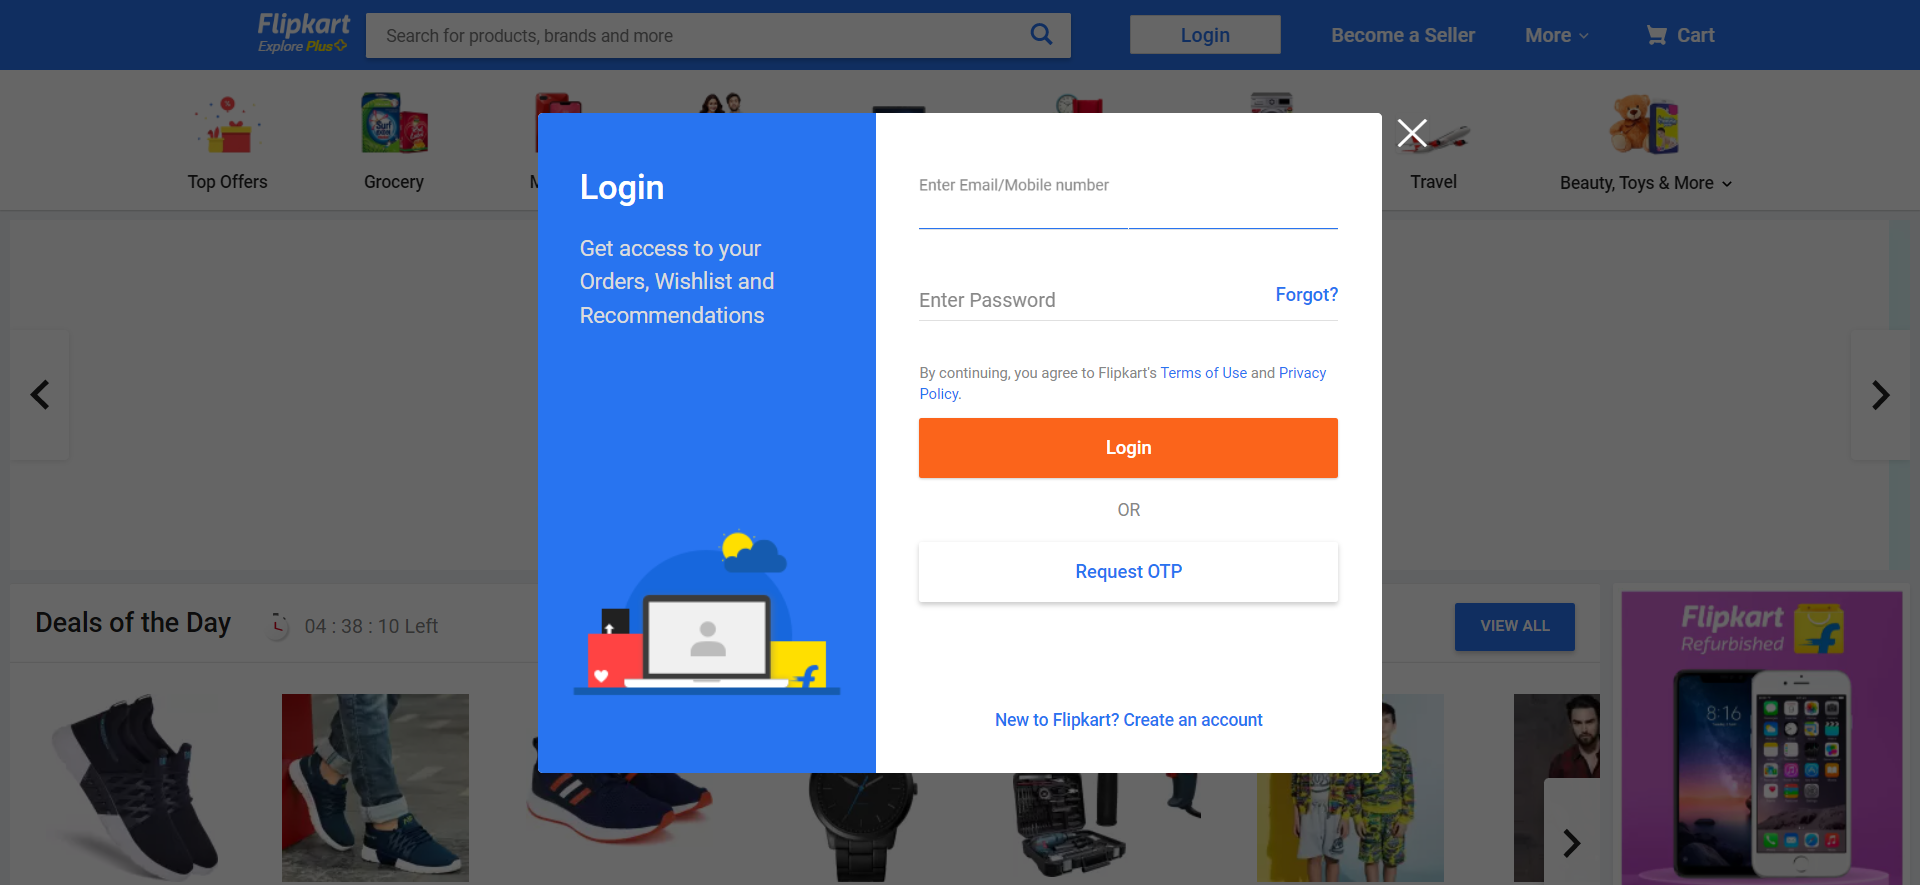 Flipkart
Explore Plus
Search for products, brands and more
Login
Become a Seller
More
Cart
Top Offers
Grocery
M
Travel
Beauty, Toys & More
Login
Get access to your
Orders, Wishlist and
Recommendations
Enter Email/Mobile number
Enter Password
Forgot?
By continuing, you agree to Flipkart's Terms of Use and Privacy
Policy.
Login
OR
Request OTP
New to Flipkart? Create an account
Deals of the Day
04 : 38 : 10 Left
VIEW ALL
Flipkart
Refurbished
8:16